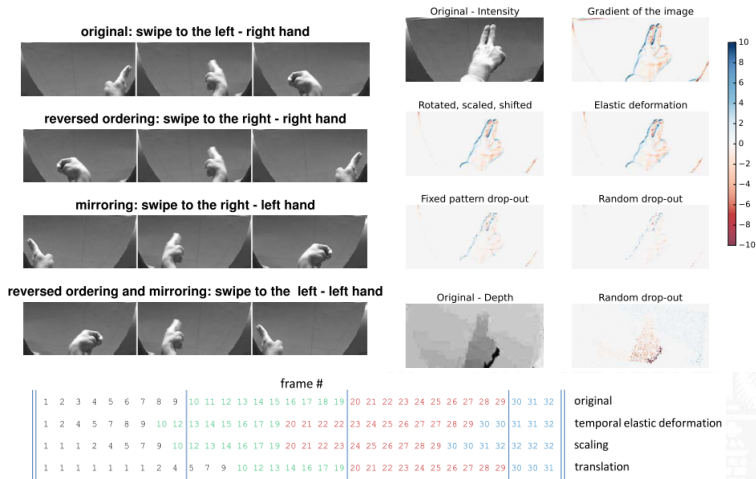 original: swipe to the left - right hand
reversed ordering: swipe to the right - right hand
mirroring: swipe to the right - left hand
reversed ordering and mirroring: swipe to the  left - left hand
Original - Intensity
Gradient of the image
Rotated, scaled, shifted
Elastic deformation
Fixed pattern drop-out
Random drop-out
Original - Depth
Random drop-out
10
8
6
4
2
0
−2
−4
−6
−8
−10
frame #
1 2 3 4 5 6 7 8 9 10 11 12 13 14 15 16 17 18 19 20 21 22 23 24 25 26 27 28 29 30 31 32 original
1 2 4 5 7 8 9 10 12 13 14 15 16 17 18 19 20 21 22 22 23 24 25 26 27 28 29 30 30 31 31 32 temporal elastic deformation
1 1 1 2 4 5 7 9 10 12 13 14 16 17 19 20 21 22 23 24 25 26 27 28 29 30 30 31 32 32 32 32 scaling
1 1 1 1 1 1 1 2 4 5 7 9 10 12 13 14 16 17 19 20 21 22 23 24 25 26 27 28 29 30 30 31 translation